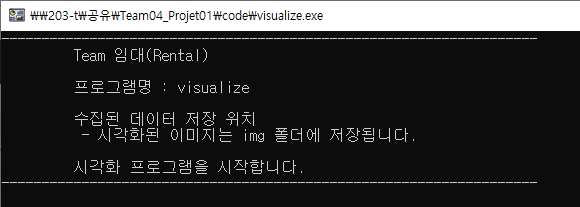 ₩₩203-t₩공유₩Team04_Projet01₩code₩visualize.exe
Team 임대(Rental)
프로그램명 : visualize
수집된 데이터 저장 위치
- 시각화된 이미지는 img 폴더에 저장됩니다.
시각화 프로그램을 시작합니다.